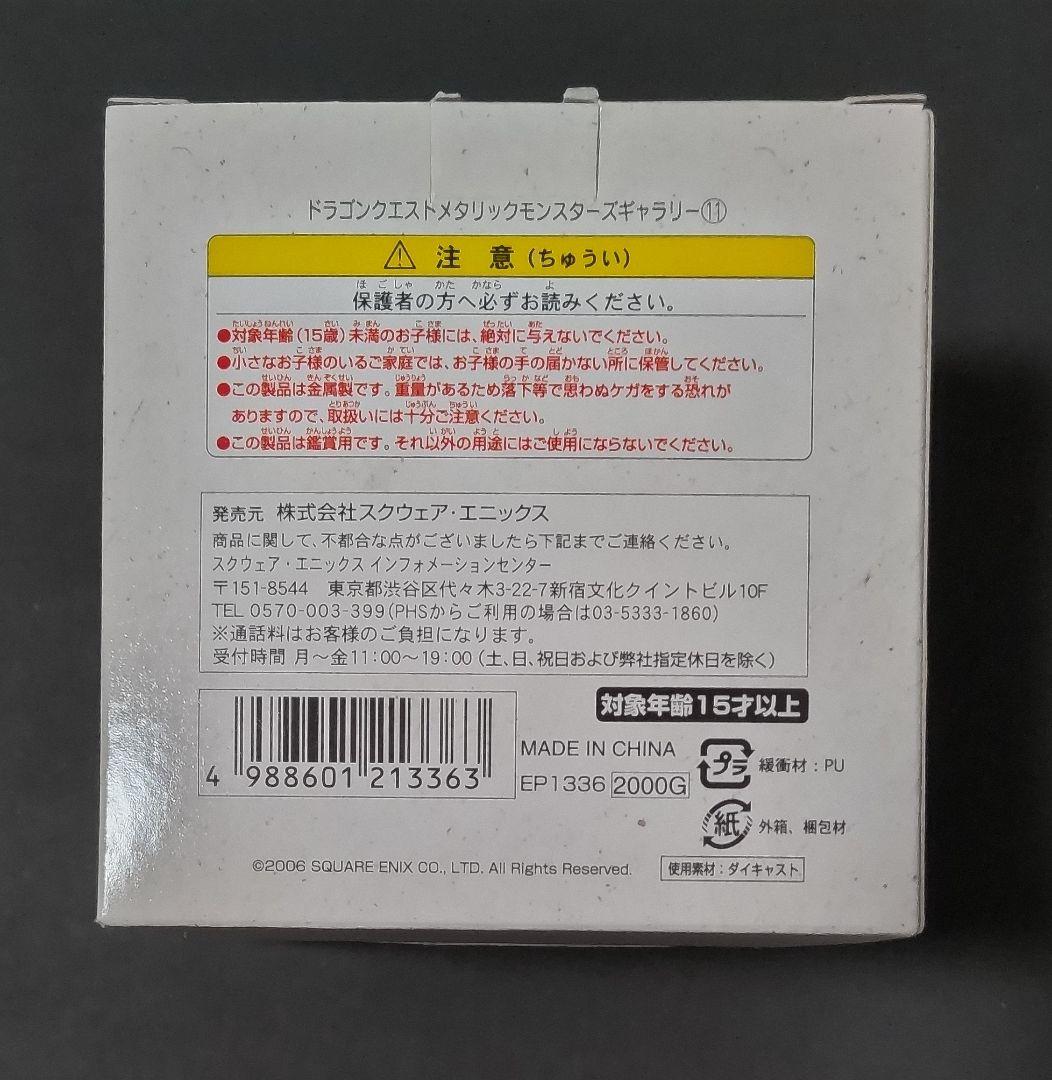 ドラゴンクエストメタリックモンスターズギャラリー⑪
⚠ 注 意 (ちゅうい)
保護者の方へ必ずお読みください。
●対象年齢(15歳)未満のお子様には、絶対に与えないでください。
●小さなお子様のいるご家庭では、お子様の手の届かない所に保管してください。
●この製品は金属製です。重量があるため落下等で思わぬケガをする恐れが
ありますので、取扱いには十分ご注意ください。
●この製品は鑑賞用です。それ以外の用途にはご使用にならないでください。
発売元 株式会社スクウェア・エニックス
商品に関して、不都合な点がございましたら下記までご連絡ください。
スクウェア・エニックス インフォメーションセンター
〒151-8544 東京都渋谷区代々木3-22-7新宿文化クイントビル10F
TEL 0570-003-399(PHSからご利用の場合は03-5333-1860)
※通話料はお客様のご負担になります。
受付時間 月～金11:00～19:00 (土、日、祝日および弊社指定休日を除く)
対象年齢15才以上
4 988601 213363
MADE IN CHINA
EP1336 2000G
プラ 緩衝材：PU
紙 外箱、梱包材
©2006 SQUARE ENIX CO., LTD. All Rights Reserved.
使用素材：ダイキャスト